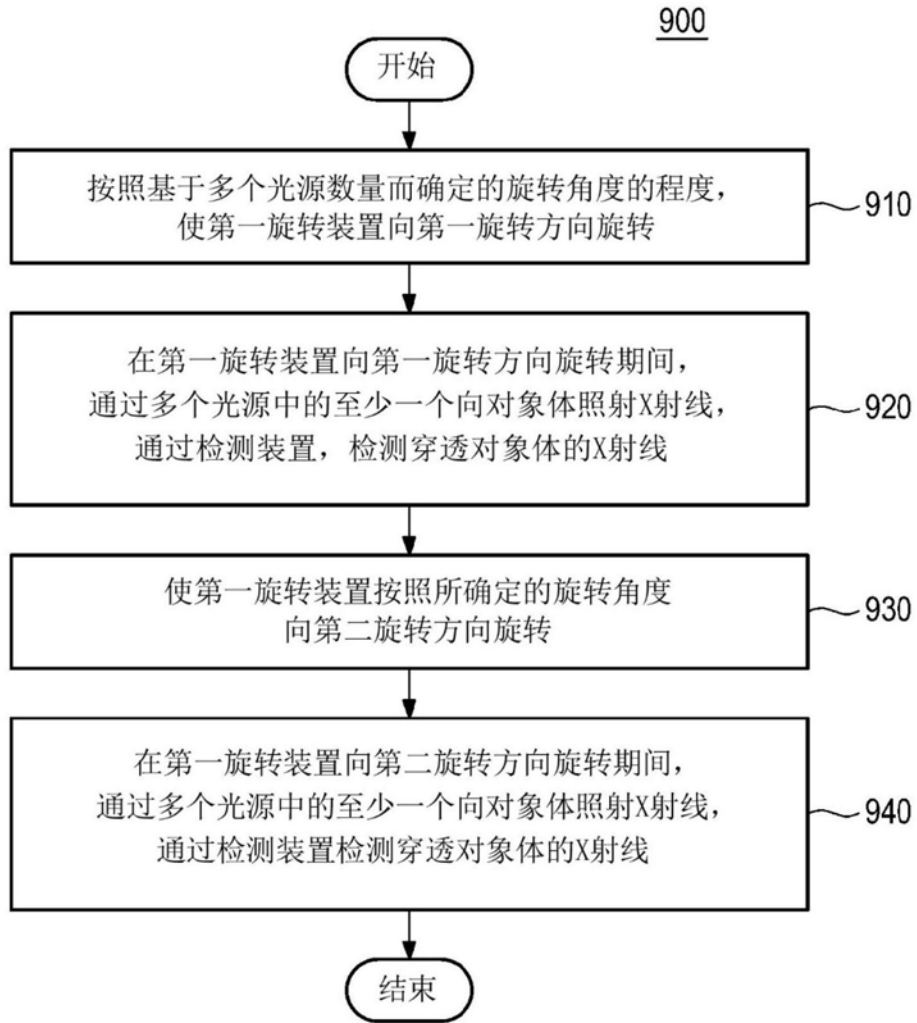 900
开始
按照基于多个光源数量而确定的旋转角度的程度，
使第一旋转装置向第一旋转方向旋转
910
在第一旋转装置向第一旋转方向旋转期间，
通过多个光源中的至少一个向对象体照射X射线，
通过检测装置，检测穿透对象体的X射线
920
使第一旋转装置按照所确定的旋转角度
向第二旋转方向旋转
930
在第一旋转装置向第二旋转方向旋转期间，
通过多个光源中的至少一个向对象体照射X射线，
通过检测装置检测穿透对象体的X射线
940
结束